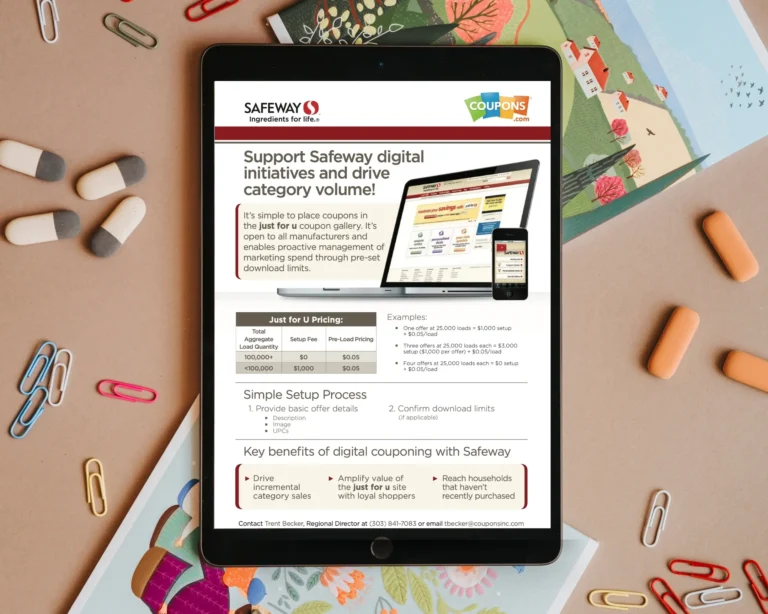 SAFEWAY
Ingredients for life.®
COUPONS
.com
Support Safeway digital
initiatives and drive
category volume!
It's simple to place coupons in
the just for u coupon gallery. It's
open to all manufacturers and
enables proactive management of
marketing spend through pre-set
download limits.
Just for U Pricing:
Total Aggregate Load Quantity Setup Fee Pre-Load Pricing
100,000+ $0 $0.05
<100,000 $1,000 $0.05
Examples:
• One offer at 25,000 loads = $1,000 setup
+ $0.05/load
• Three offers at 25,000 loads each = $3,000
setup ($1,000 per offer) + $0.05/load
• Four offers at 25,000 loads each = $0 setup
+ $0.05/load
Simple Setup Process
1. Provide basic offer details
• Description
• Image
• UPCs
2. Confirm download limits
(if applicable)
Key benefits of digital couponing with Safeway
▸ Drive
incremental
category sales
▸ Amplify value of
the just for u site
with loyal shoppers
▸ Reach households
that haven't
recently purchased
Contact Trent Becker, Regional Director at (303) 841-7083 or email tbecker@couponsinc.com